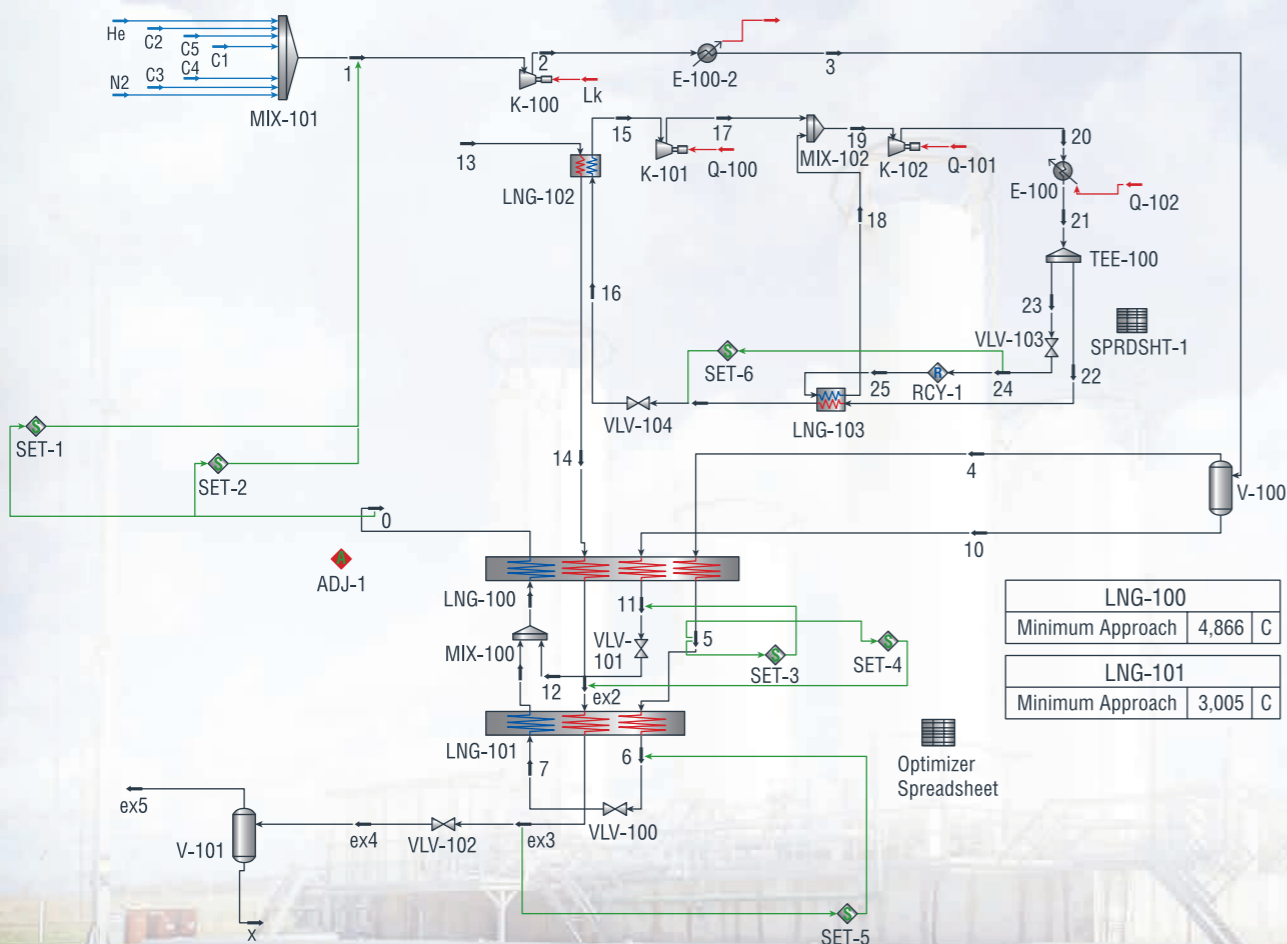 He
C2
C5
C1
C4
C3
N2
MIX-101
1
K-100
2
Lk
E-100-2
3
13
LNG-102
15
K-101
17
Q-100
MIX-102
19
K-102
Q-101
20
E-100
Q-102
21
TEE-100
18
16
23
VLV-103
22
SPRDSHT-1
SET-6
25
RCY-1
24
VLV-104
LNG-103
SET-1
SET-2
14
4
V-100
10
0
ADJ-1
LNG-100
11
VLV-
101
5
SET-3
SET-4
MIX-100
12
ex2
LNG-101
7
6
VLV-100
Optimizer
Spreadsheet
ex5
V-101
ex4
VLV-102
ex3
x
SET-5
LNG-100
Minimum Approach 4,866 C
LNG-101
Minimum Approach 3,005 C